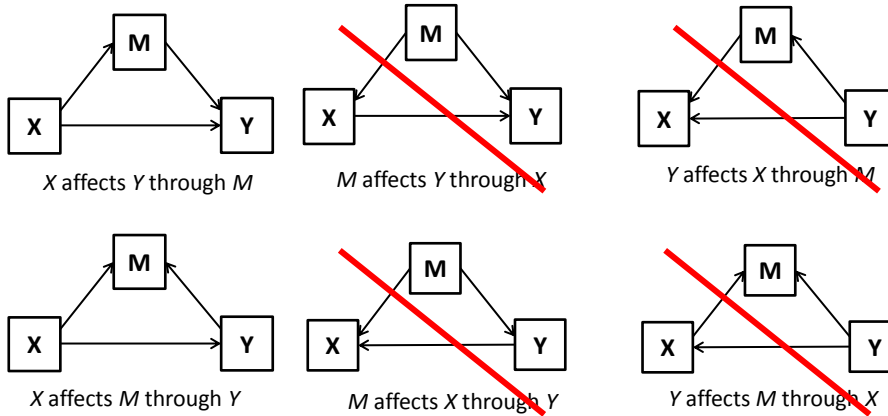 M
X
Y
X affects Y through M
M
X
Y
M affects Y through X
M
X
Y
Y affects X through M
M
X
Y
X affects M through Y
M
X
Y
M affects X through Y
M
X
Y
Y affects M through X